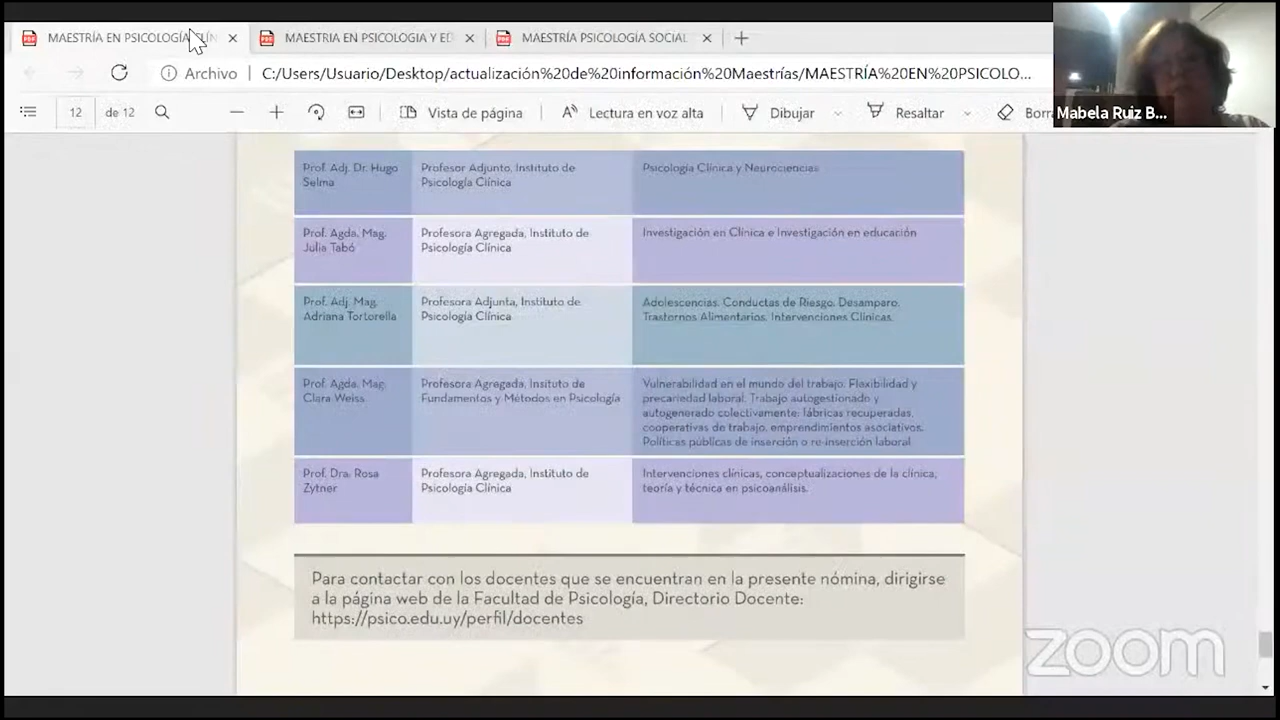 MAESTRÍA EN PSICOLOGÍA
MAESTRIA EN PSICOLOGIA Y ED
MAESTRÍA PSICOLOGÍA SOCIAL
Archivo
C:/Users/Usuario/Desktop/actualización%20de%20información%20Maestrías/MAESTRÍA%20EN%20PSICOLO...
12 de 12
Vista de página
Lectura en voz alta
Dibujar
Resaltar
Borr
Mabela Ruiz B...
Prof. Adj. Dr. Hugo
Selma
Profesor Adjunto, Instituto de
Psicología Clínica
Psicología Clínica y Neurociencias
Prof. Agda. Mag.
Julia Tabó
Profesora Agregada, Instituto de
Psicología Clínica
Investigación en Clínica e Investigación en educación
Prof. Adj. Mag.
Adriana Tortorella
Profesora Adjunta, Instituto de
Psicología Clínica
Adolescencias. Conductas de Riesgo. Desamparo.
Trastornos Alimentarios. Intervenciones Clínicas.
Prof. Agda. Mag.
Clara Weiss
Profesora Agregada, Insituto de
Fundamentos y Métodos en Psicología
Vulnerabilidad en el mundo del trabajo. Flexibilidad y
precariedad laboral. Trabajo autogestionado y
autogenerado colectivamente: fábricas recuperadas,
cooperativas de trabajo, emprendimientos asociativos.
Políticas públicas de inserción o re-inserción laboral
Prof. Dra. Rosa
Zytner
Profesora Agregada, Instituto de
Psicología Clínica
Intervenciones clínicas, conceptualizaciones de la clínica,
teoría y técnica en psicoanálisis.
Para contactar con los docentes que se encuentran en la presente nómina, dirigirse
a la página web de la Facultad de Psicología, Directorio Docente:
https://psico.edu.uy/perfil/docentes
zoom